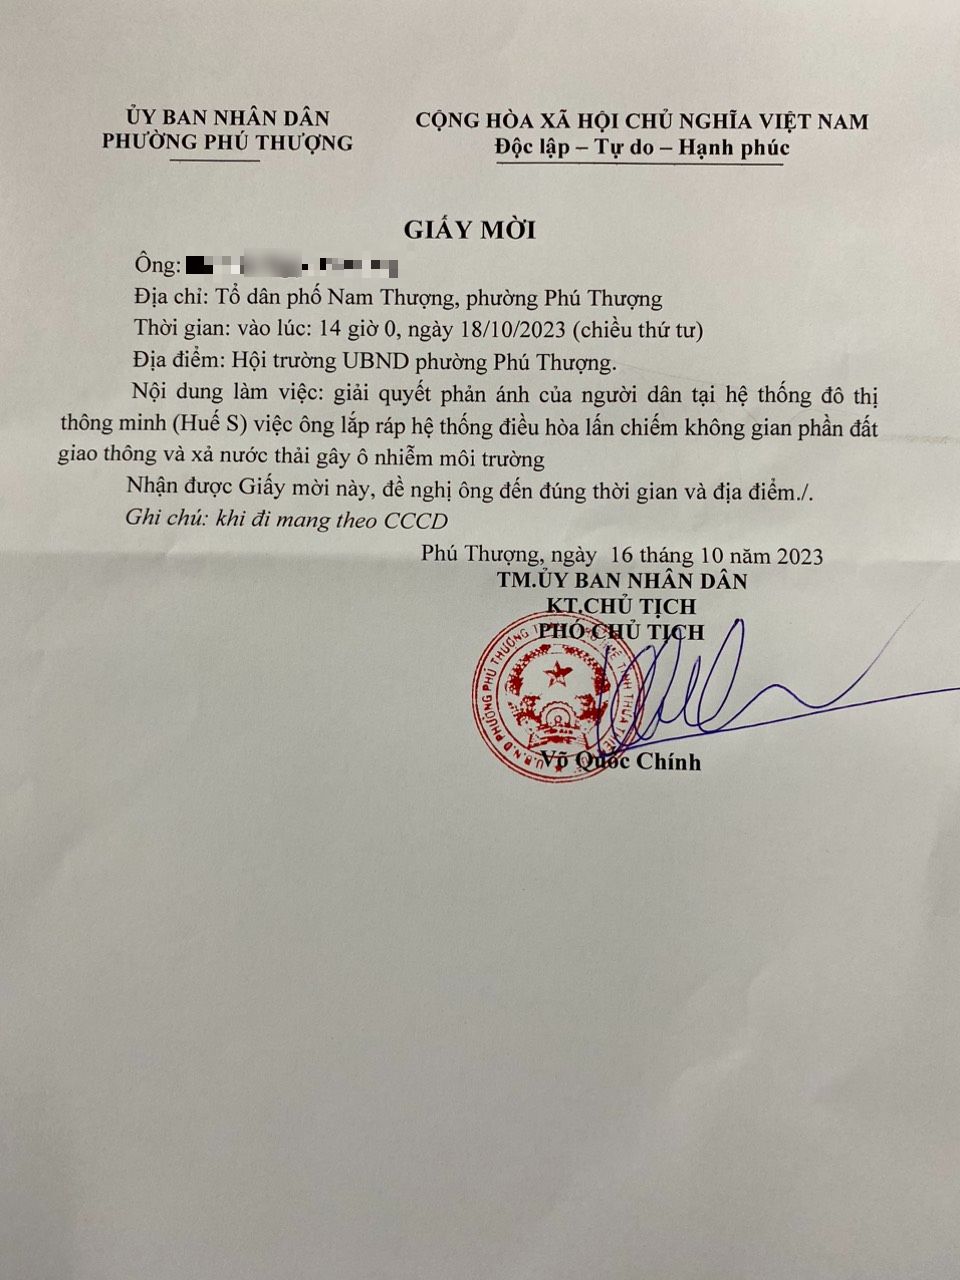 ỦY BAN NHÂN DÂN
PHƯỜNG PHÚ THƯỢNG
CỘNG HÒA XÃ HỘI CHỦ NGHĨA VIỆT NAM
Độc lập – Tự do – Hạnh phúc
GIẤY MỜI
Ông:
Địa chỉ: Tổ dân phố Nam Thượng, phường Phú Thượng
Thời gian: vào lúc: 14 giờ 0, ngày 18/10/2023 (chiều thứ tư)
Địa điểm: Hội trường UBND phường Phú Thượng.
Nội dung làm việc: giải quyết phản ánh của người dân tại hệ thống đô thị
thông minh (Huế S) việc ông lắp ráp hệ thống điều hòa lấn chiếm không gian phần đất
giao thông và xả nước thải gây ô nhiễm môi trường
Nhận được Giấy mời này, đề nghị ông đến đúng thời gian và địa điểm./.
Ghi chú: khi đi mang theo CCCD
Phú Thượng, ngày 16 tháng 10 năm 2023
TM.ỦY BAN NHÂN DÂN
KT.CHỦ TỊCH
PHÓ CHỦ TỊCH
U.B.N.D PHƯỜNG PHÚ THƯỢNG
TỈNH THỪA THIÊN
Võ Quốc Chính